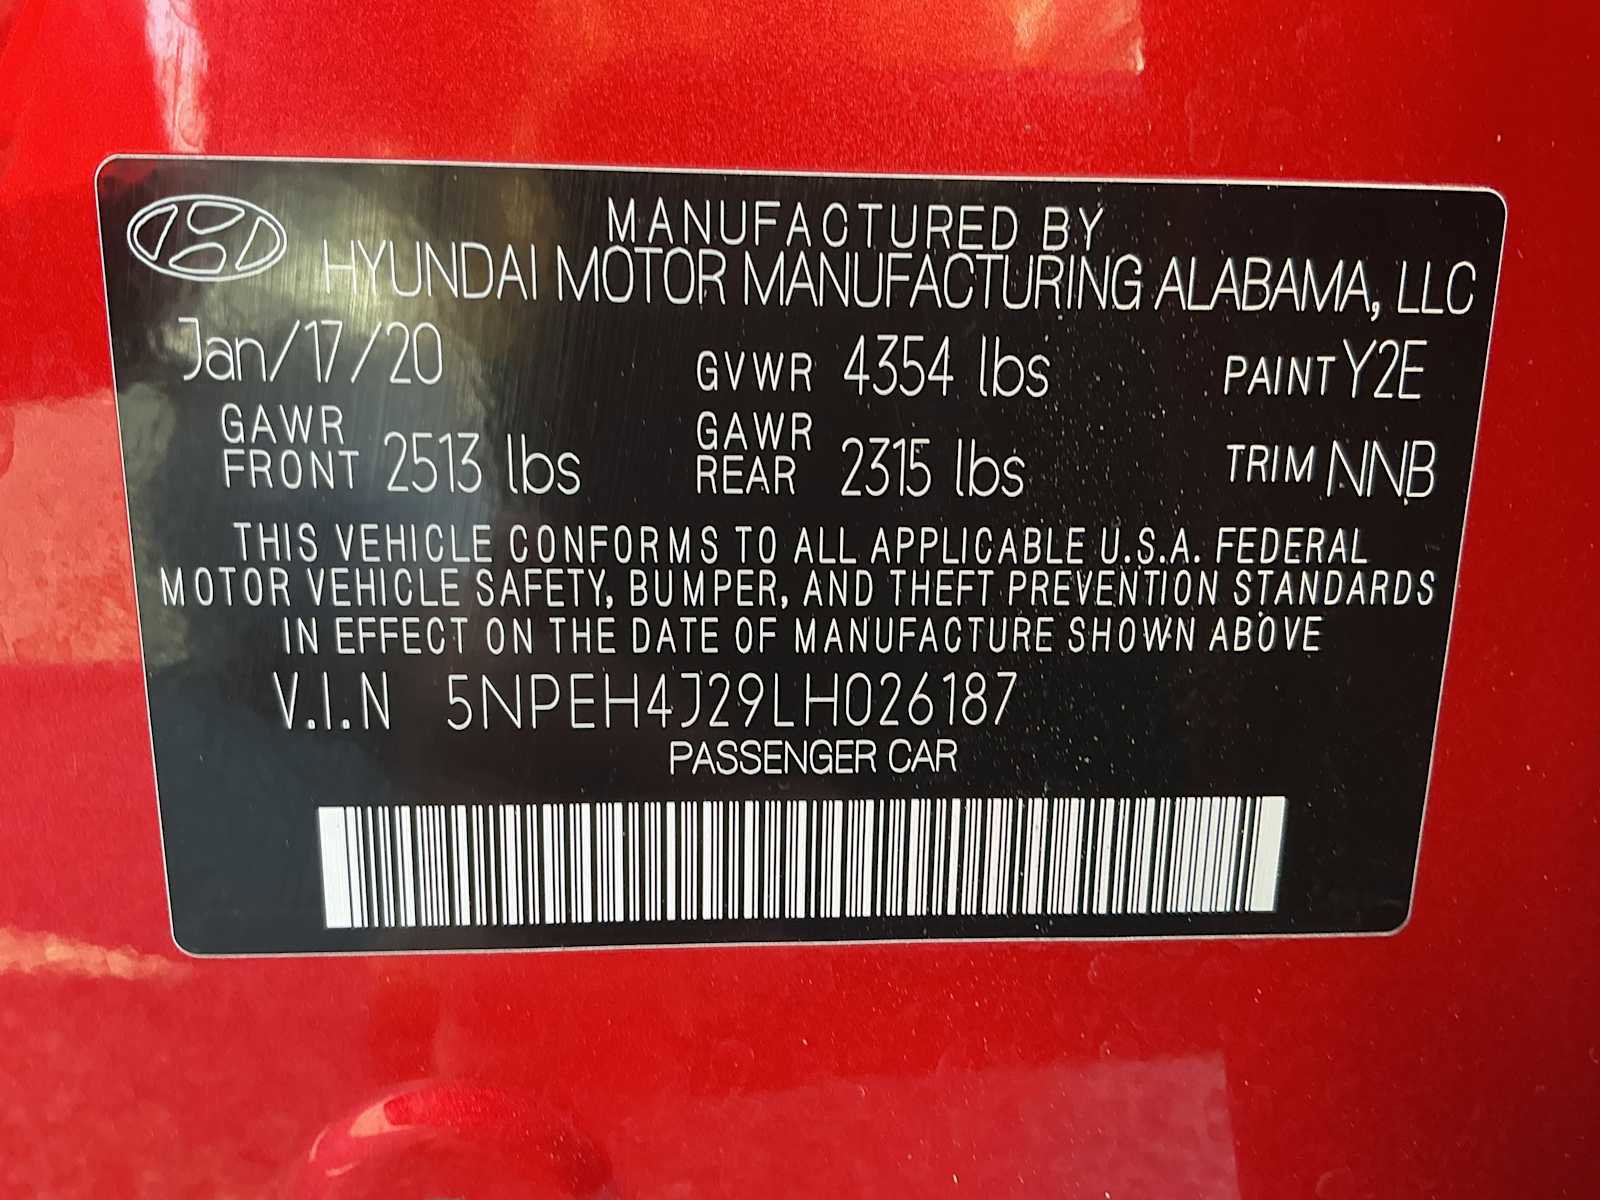 MANUFACTURED BY
HYUNDAI MOTOR MANUFACTURING ALABAMA, LLC
Jan/17/20 GVWR 4354 lbs PAINT Y2E
GAWR FRONT 2513 lbs GAWR REAR 2315 lbs TRIM NNB
THIS VEHICLE CONFORMS TO ALL APPLICABLE U.S.A. FEDERAL
MOTOR VEHICLE SAFETY, BUMPER, AND THEFT PREVENTION STANDARDS
IN EFFECT ON THE DATE OF MANUFACTURE SHOWN ABOVE
V.I.N 5NPEH4J29LH026187
PASSENGER CAR